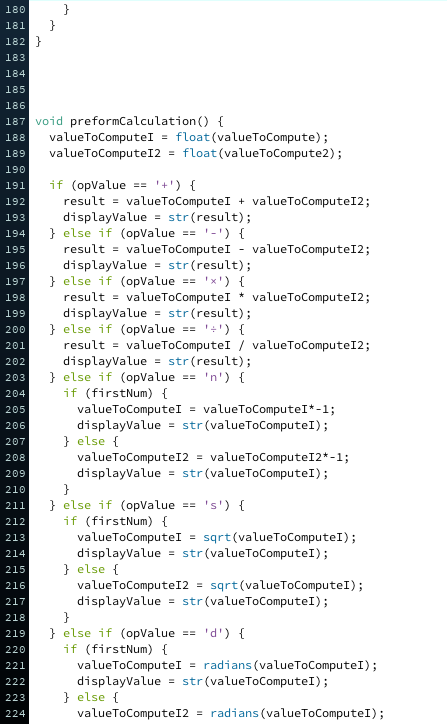 180     }
181   }
182 }
183
184
185
186
187 void preformCalculation() {
188   valueToComputeI = float(valueToCompute);
189   valueToComputeI2 = float(valueToCompute2);
190
191   if (opValue == '+') {
192     result = valueToComputeI + valueToComputeI2;
193     displayValue = str(result);
194   } else if (opValue == '-') {
195     result = valueToComputeI - valueToComputeI2;
196     displayValue = str(result);
197   } else if (opValue == '×') {
198     result = valueToComputeI * valueToComputeI2;
199     displayValue = str(result);
200   } else if (opValue == '÷') {
201     result = valueToComputeI / valueToComputeI2;
202     displayValue = str(result);
203   } else if (opValue == 'n') {
204     if (firstNum) {
205       valueToComputeI = valueToComputeI*-1;
206       displayValue = str(valueToComputeI);
207     } else {
208       valueToComputeI2 = valueToComputeI2*-1;
209       displayValue = str(valueToComputeI);
210     }
211   } else if (opValue == 's') {
212     if (firstNum) {
213       valueToComputeI = sqrt(valueToComputeI);
214       displayValue = str(valueToComputeI);
215     } else {
216       valueToComputeI2 = sqrt(valueToComputeI);
217       displayValue = str(valueToComputeI);
218     }
219   } else if (opValue == 'd') {
220     if (firstNum) {
221       valueToComputeI = radians(valueToComputeI);
222       displayValue = str(valueToComputeI);
223     } else {
224       valueToComputeI2 = radians(valueToComputeI);